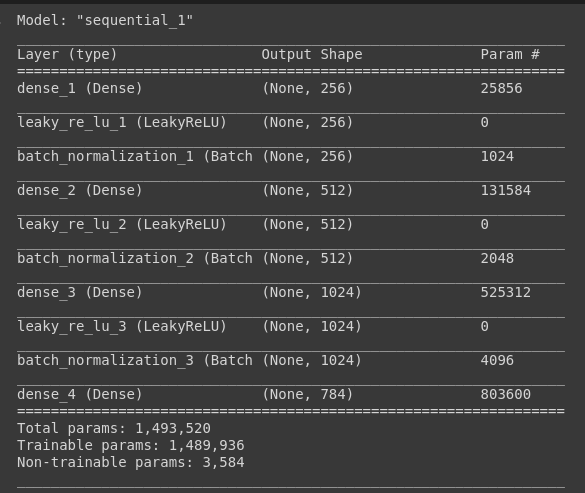 Model: "sequential_1"
Layer (type) Output Shape Param #
dense_1 (Dense) (None, 256) 25856
leaky_re_lu_1 (LeakyReLU) (None, 256) 0
batch_normalization_1 (Batch (None, 256) 1024
dense_2 (Dense) (None, 512) 131584
leaky_re_lu_2 (LeakyReLU) (None, 512) 0
batch_normalization_2 (Batch (None, 512) 2048
dense_3 (Dense) (None, 1024) 525312
leaky_re_lu_3 (LeakyReLU) (None, 1024) 0
batch_normalization_3 (Batch (None, 1024) 4096
dense_4 (Dense) (None, 784) 803600
Total params: 1,493,520
Trainable params: 1,489,936
Non-trainable params: 3,584